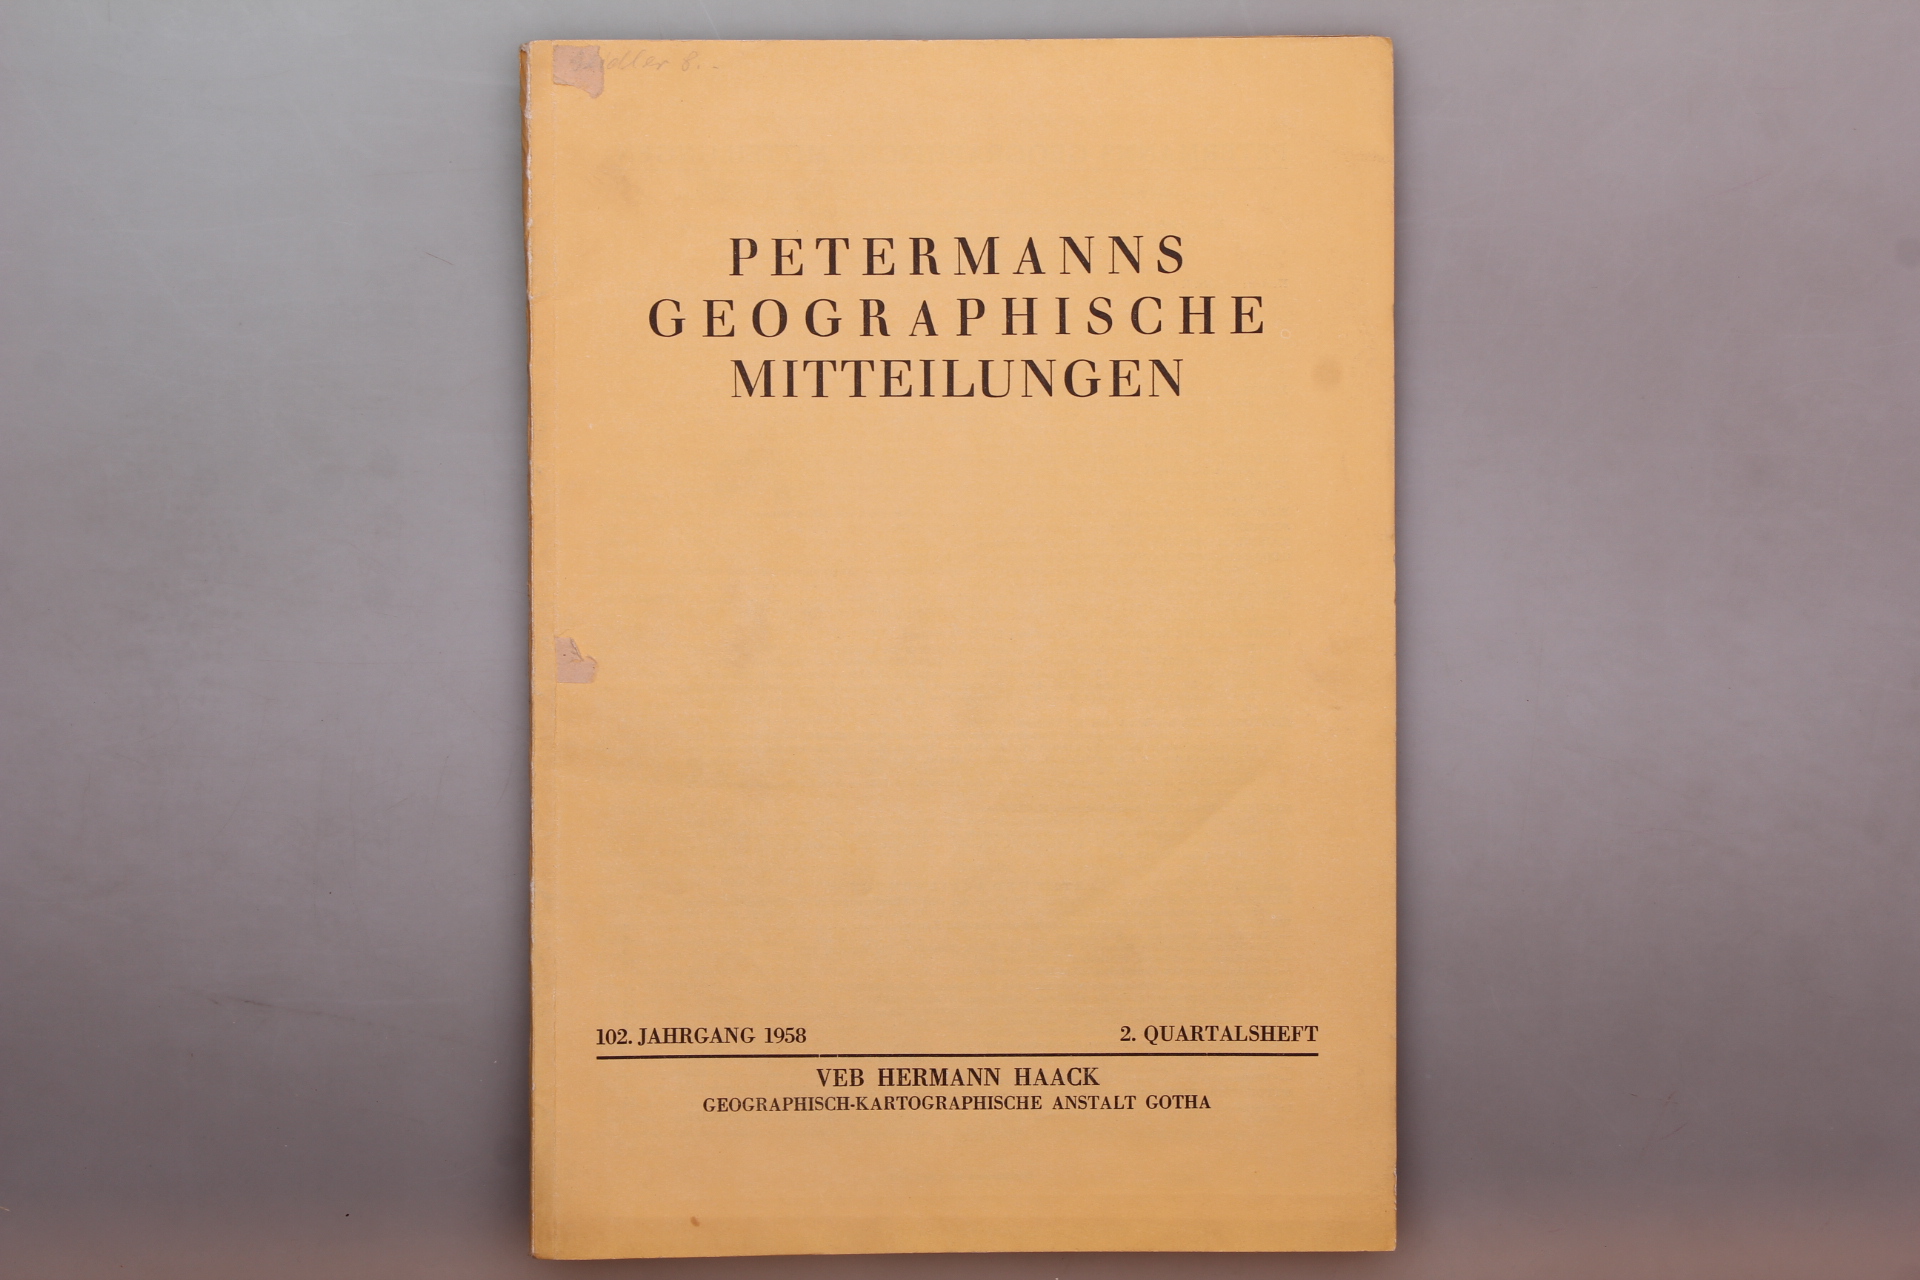 PETERMANNS
GEOGRAPHISCHE
MITTEILUNGEN
102. JAHRGANG 1958 2. QUARTALSHEFT
VEB HERMANN HAACK
GEOGRAPHISCH-KARTOGRAPHISCHE ANSTALT GOTHA